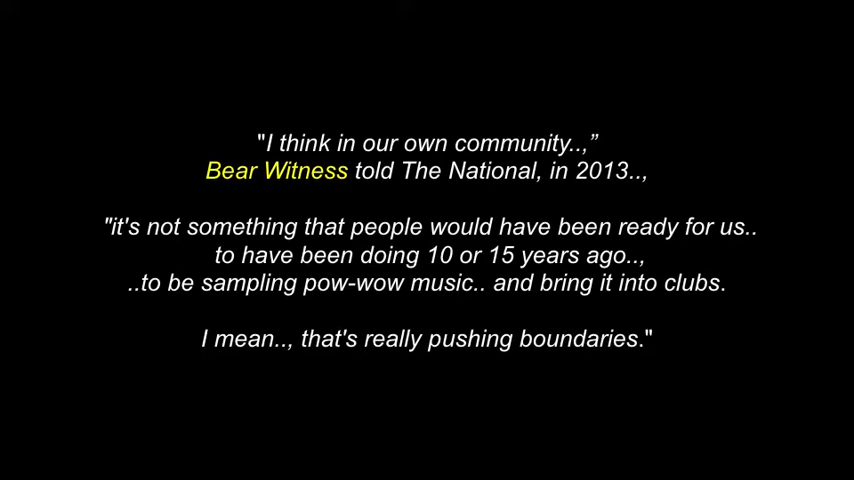 "I think in our own community..,”
Bear Witness told The National, in 2013..,
"it's not something that people would have been ready for us..
to have been doing 10 or 15 years ago..,
..to be sampling pow-wow music.. and bring it into clubs.
I mean.., that's really pushing boundaries."